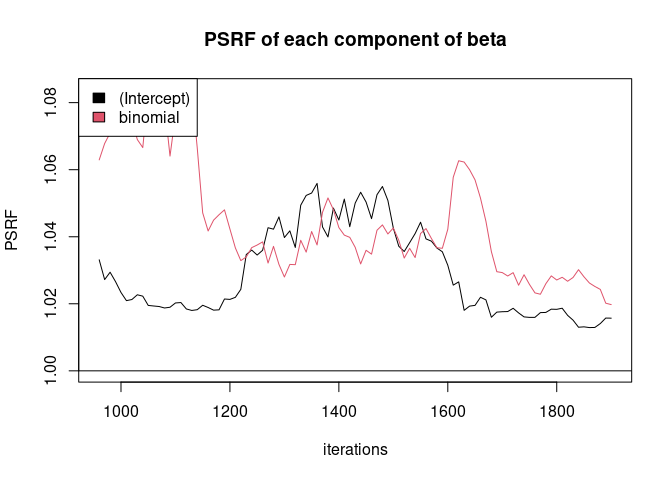 PSRF of each component of beta
(Intercept)
binomial
PSRF
1.08
1.06
1.04
1.02
1.00
1000 1200 1400 1600 1800
iterations